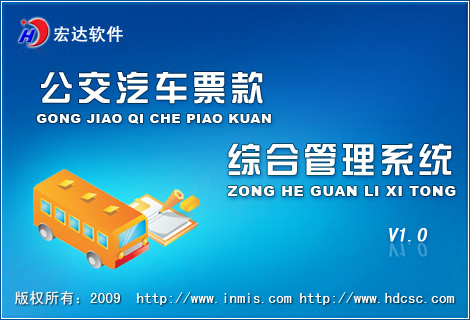 宏达软件
公交汽车票款
GONG JIAO QI CHE PIAO KUAN
综合管理系统
ZONG HE GUAN LI XI TONG
V1.0
版权所有：2009 http://www.inmis.com http://www.hdcsc.com